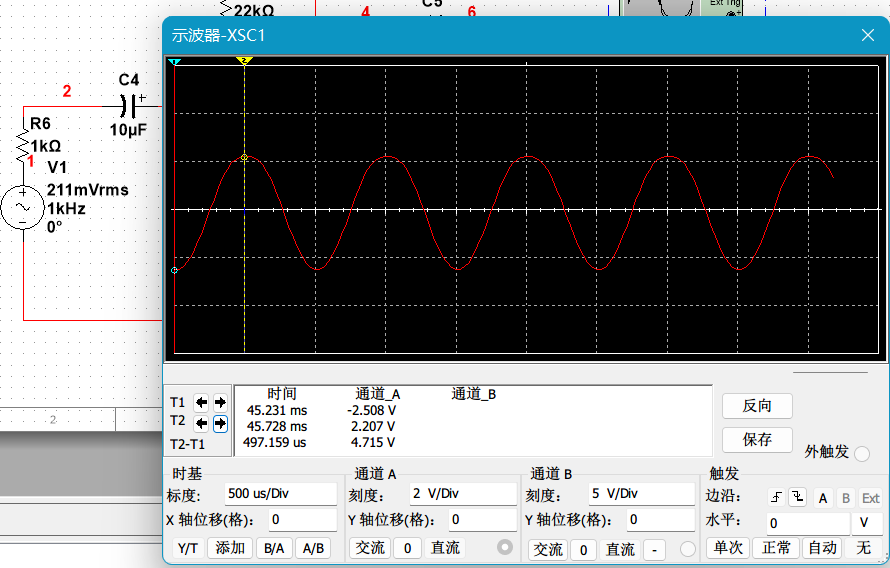 22kΩ
4
C5
6
Ext Trig
+
示波器-XSC1
C4
2
+
10μF
R6
1kΩ
1
V1
211mVrms
1kHz
0°
1
2
2
时间 通道_A 通道_B
T1 45.231 ms -2.508 V
T2 45.728 ms 2.207 V
T2-T1 497.159 us 4.715 V
反向
保存
外触发
时基
标度: 500 us/Div
X 轴位移(格): 0
Y/T 添加 B/A A/B
通道 A
刻度: 2 V/Div
Y 轴位移(格): 0
交流 0 直流
通道 B
刻度: 5 V/Div
Y 轴位移(格): 0
交流 0 直流 -
触发
边沿: A B Ext
水平: 0 V
单次 正常 自动 无